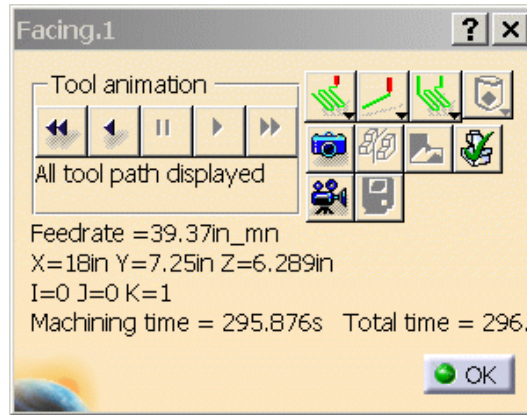 Facing.1
Tool animation
All tool path displayed
Feedrate =39.37in_mn
X=18in Y=7.25in Z=6.289in
I=0 J=0 K=1
Machining time = 295.876s Total time = 296.
OK